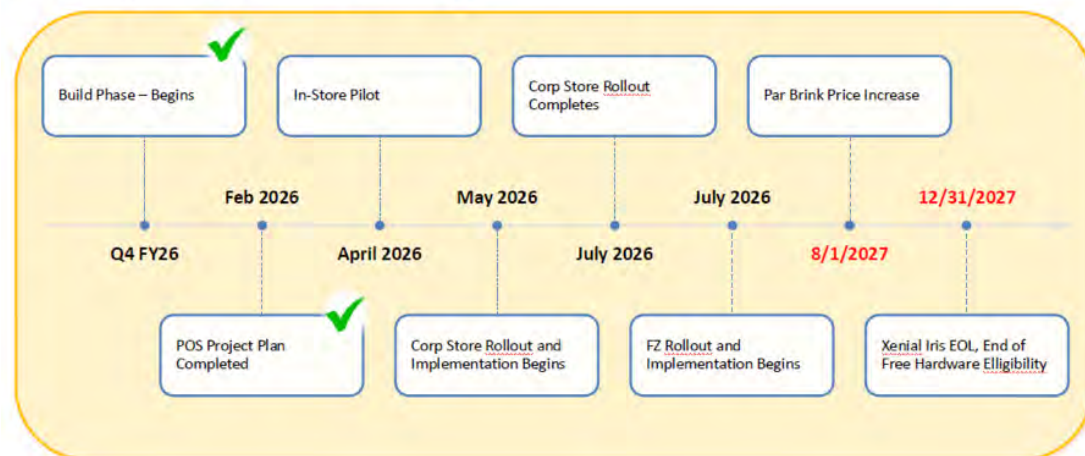 Build Phase – Begins
In-Store Pilot
Corp Store Rollout
Completes
Par Brink Price Increase
Feb 2026
May 2026
July 2026
12/31/2027
Q4 FY26
April 2026
July 2026
8/1/2027
POS Project Plan
Completed
Corp Store Rollout and
Implementation Begins
FZ Rollout and
Implementation Begins
Xenial Iris EOL, End of
Free Hardware Elligibility